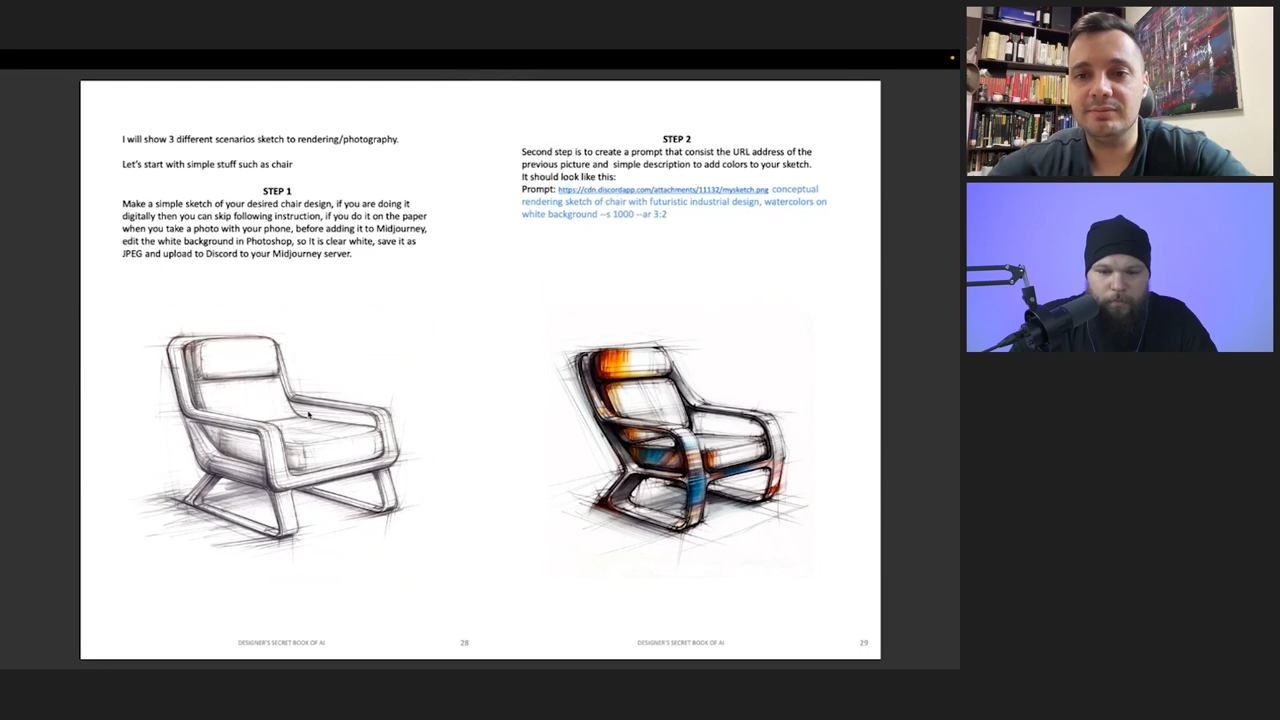 I will show 3 different scenarios sketch to rendering/photography.
Let's start with simple stuff such as chair
STEP 1
Make a simple sketch of your desired chair design, if you are doing it
digitally then you can skip following instruction, if you do it on the paper
when you take a photo with your phone, before adding it to Midjourney,
edit the white background in Photoshop, so It is clear white, save it as
JPEG and upload to Discord to your Midjourney server.
DESIGNER'S SECRET BOOK OF AI
28
STEP 2
Second step is to create a prompt that consist the URL address of the
previous picture and simple description to add colors to your sketch.
It should look like this:
Prompt: https://cdn.discordapp.com/attachments/11132/mysketch.png conceptual
rendering sketch of chair with futuristic industrial design, watercolors on
white background --s 1000 --ar 3:2
DESIGNER'S SECRET BOOK OF AI
29